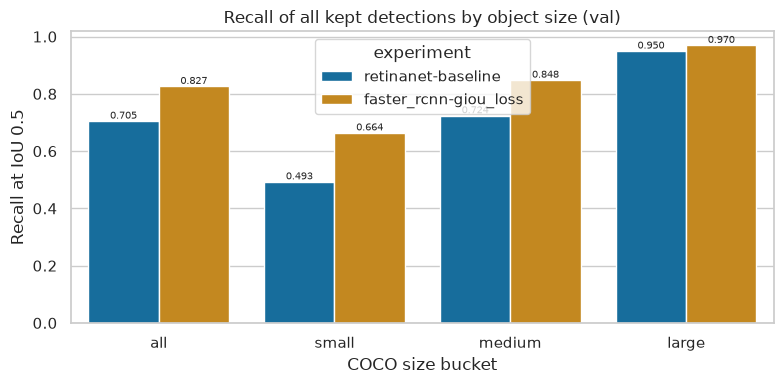 Recall of all kept detections by object size (val)
Recall at IoU 0.5
1.0
0.8
0.6
0.4
0.2
0.0
experiment
retinanet-baseline
faster_rcnn-giou_loss
0.705
0.827
0.493
0.664
0.724
0.848
0.950
0.970
all
small
medium
large
COCO size bucket